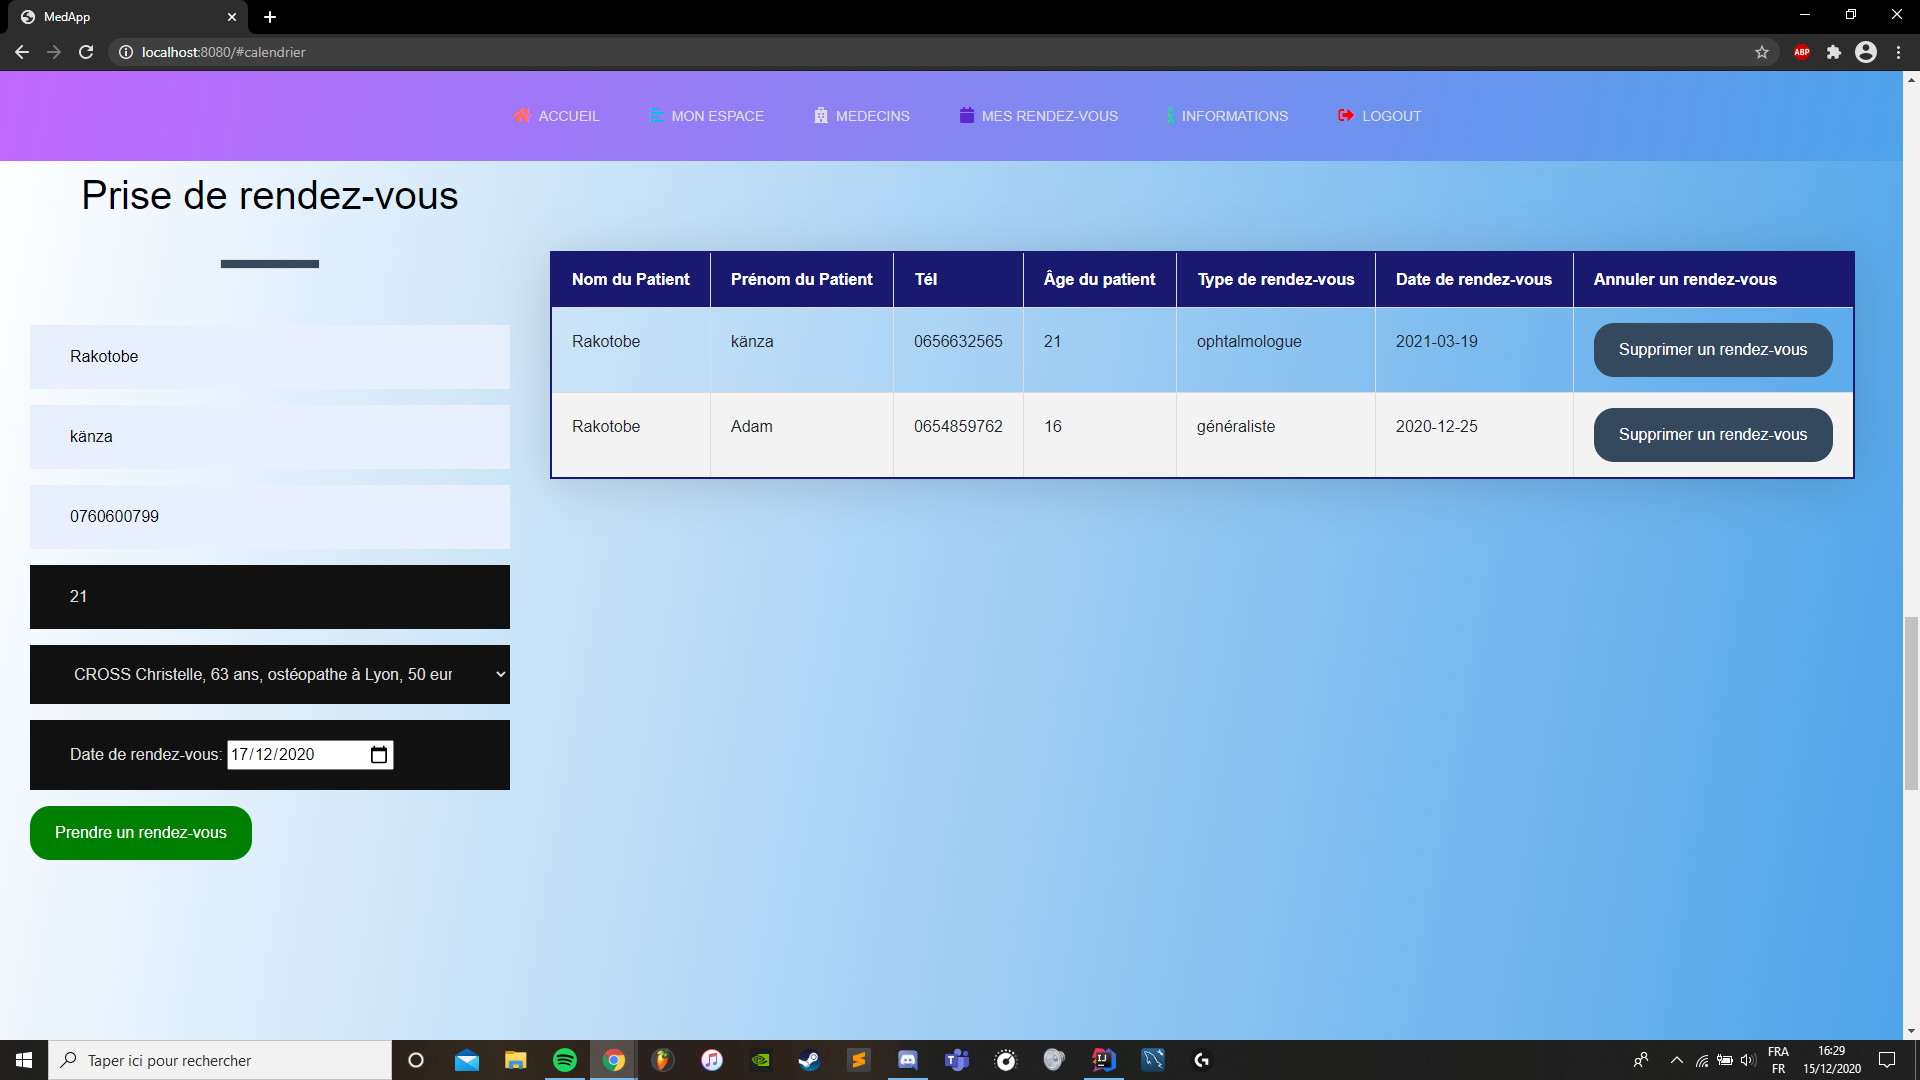 MedApp
localhost:8080/#calendrier
ABP
ACCUEIL MON ESPACE MEDECINS MES RENDEZ-VOUS INFORMATIONS LOGOUT
Prise de rendez-vous
Rakotobe
känza
0760600799
21
CROSS Christelle, 63 ans, ostéopathe à Lyon, 50 eur
Date de rendez-vous: 17/12/2020
Prendre un rendez-vous
Nom du Patient Prénom du Patient Tél Âge du patient Type de rendez-vous Date de rendez-vous Annuler un rendez-vous
Rakotobe känza 0656632565 21 ophtalmologue 2021-03-19 Supprimer un rendez-vous
Rakotobe Adam 0654859762 16 généraliste 2020-12-25 Supprimer un rendez-vous
Taper ici pour rechercher
FRA
FR
16:29
15/12/2020